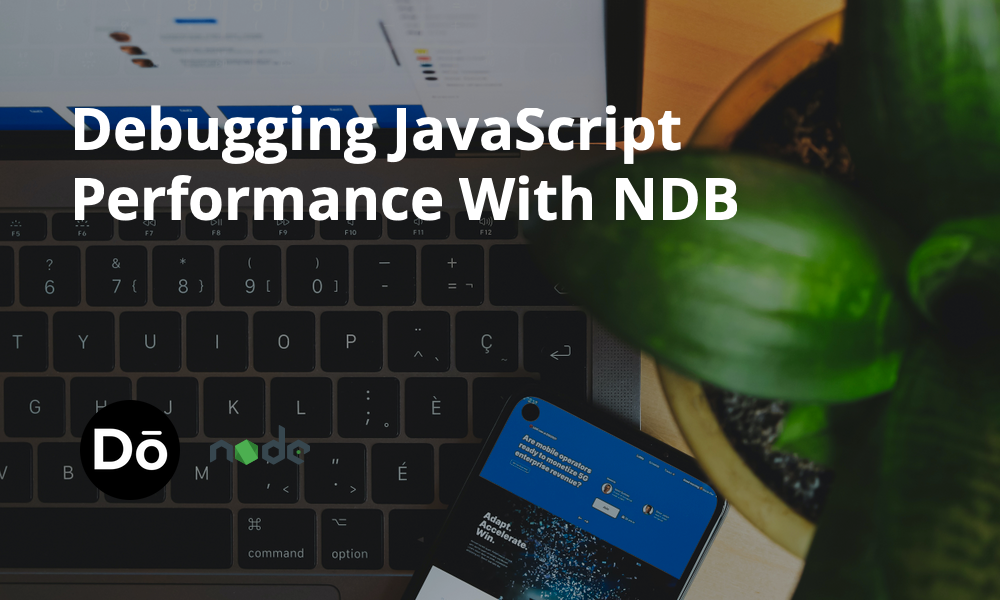 Debugging JavaScript
Performance With NDB
F5 F6 F7 F8 F9 F10 F11 F12
? & * ( ) — +
6 7 { 8 } 9 [ 0 ] - = ¬
T Y U I O P ¨ ^ ` Ç ~
G H J K L : ; È
V B M " ' < : . > É
Dō
node
⌘
command
⌥
option
Are mobile operators
ready to monetize 5G
enterprise revenue?
Adapt.
Accelerate.
Win.